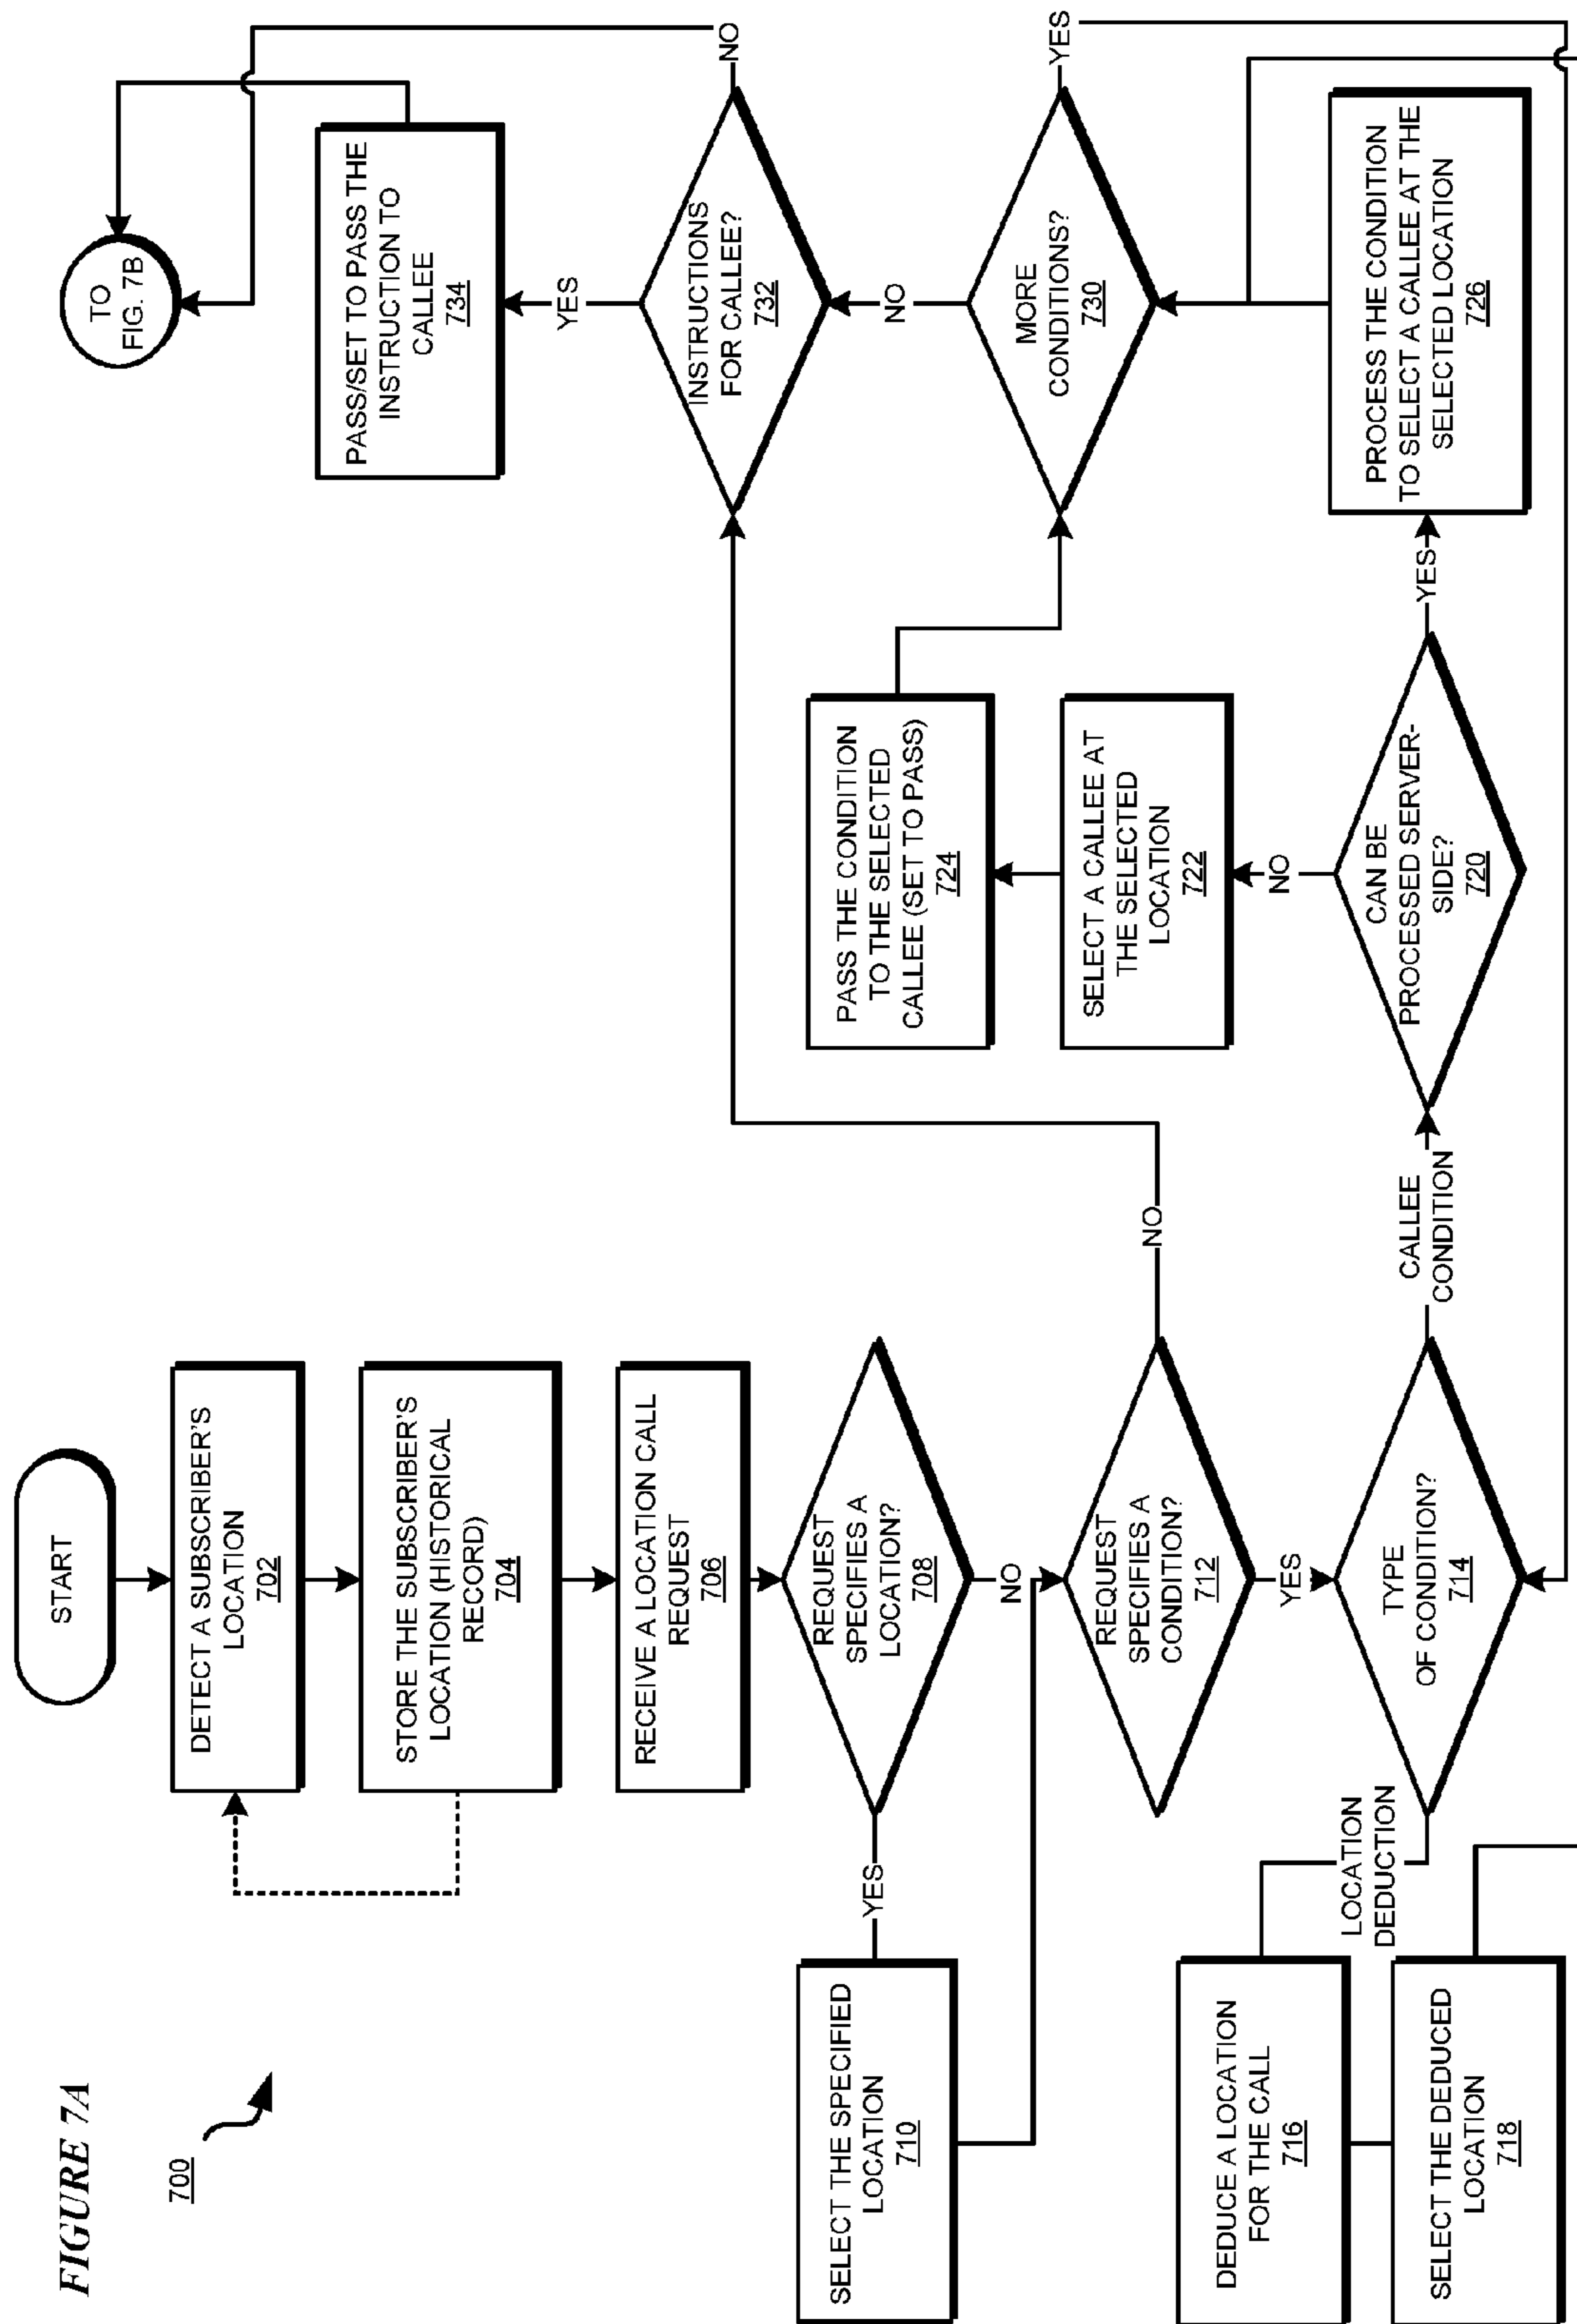 FIGURE 7A
700
START
DETECT A SUBSCRIBER'S
LOCATION
702
STORE THE SUBSCRIBER'S
LOCATION (HISTORICAL
RECORD)
704
RECEIVE A LOCATION CALL
REQUEST
706
REQUEST
SPECIFIES A
LOCATION?
708
YES
NO
SELECT THE SPECIFIED
LOCATION
710
REQUEST
SPECIFIES A
CONDITION?
712
NO
YES
TYPE
OF CONDITION?
714
LOCATION
DEDUCTION
CALLEE
CONDITION
DEDUCE A LOCATION
FOR THE CALL
716
SELECT THE DEDUCED
LOCATION
718
CAN BE
PROCESSED SERVER-
SIDE?
720
NO
YES
SELECT A CALLEE AT
THE SELECTED
LOCATION
722
PASS THE CONDITION
TO THE SELECTED
CALLEE (SET TO PASS)
724
PROCESS THE CONDITION
TO SELECT A CALLEE AT THE
SELECTED LOCATION
726
MORE
CONDITIONS?
730
YES
NO
INSTRUCTIONS
FOR CALLEE?
732
NO
YES
PASS/SET TO PASS THE
INSTRUCTION TO
CALLEE
734
TO
FIG. 7B